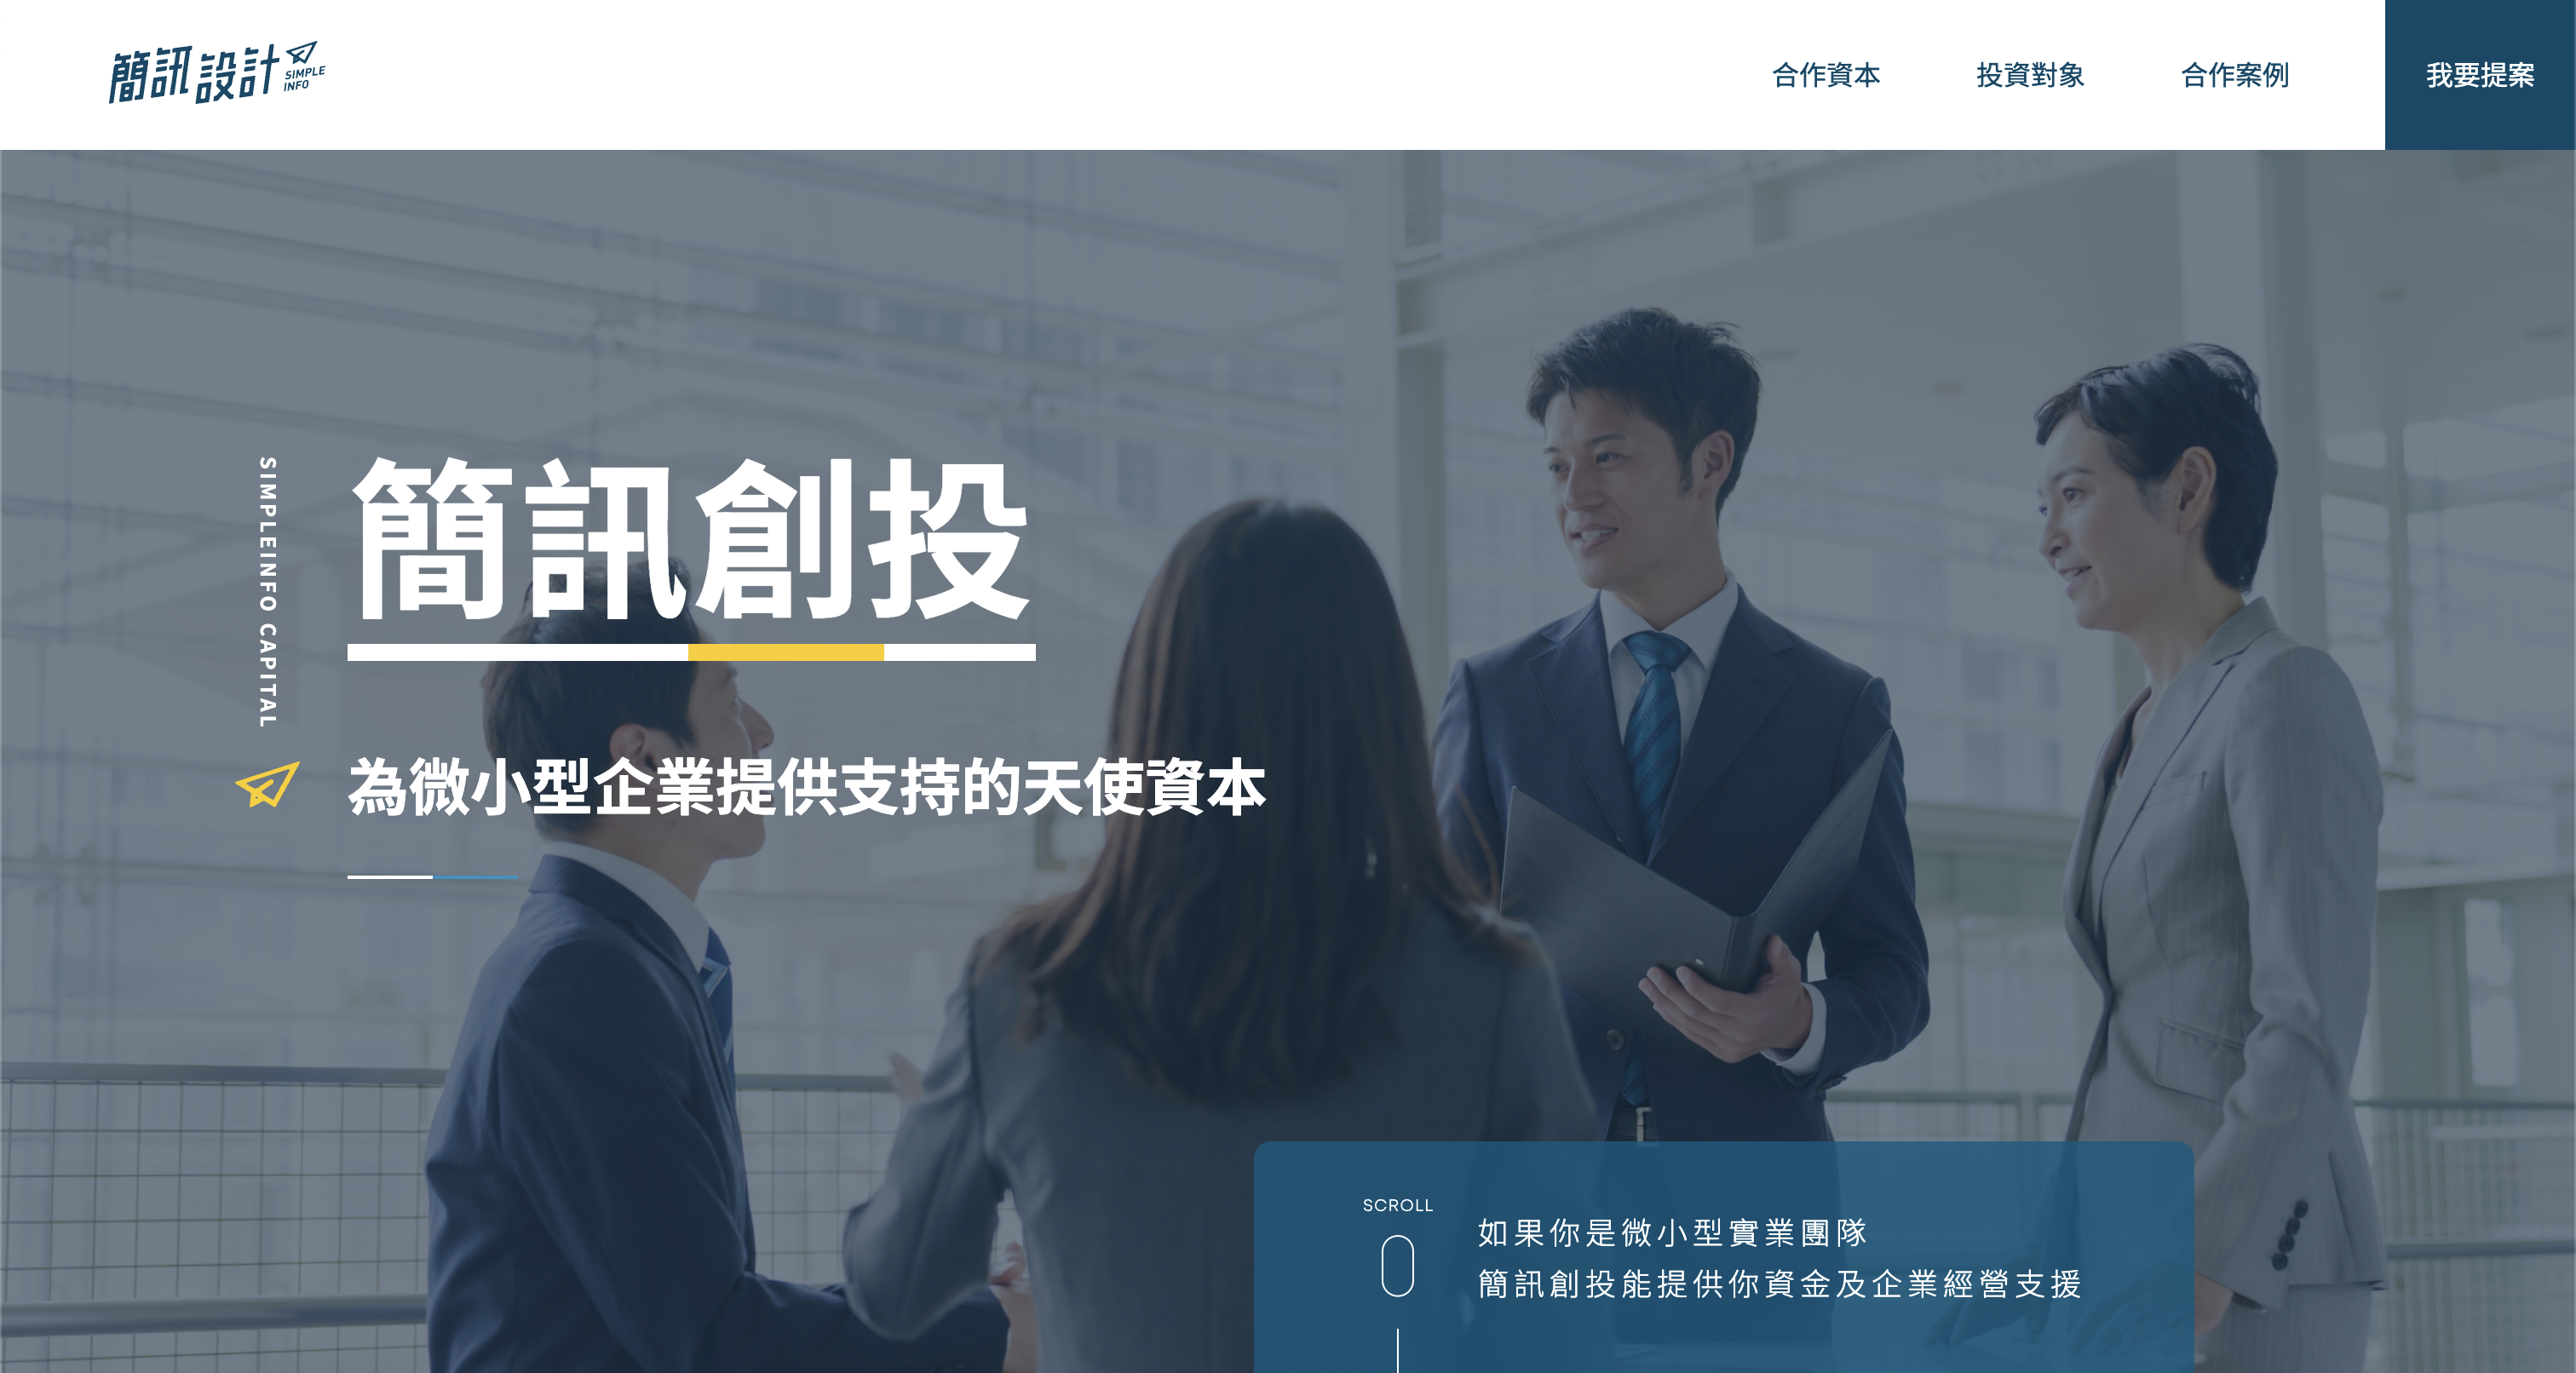 簡訊設計
SIMPLE
INFO
合作資本
投資對象
合作案例
我要提案
SIMPLEINFO CAPITAL
簡訊創投
為微小型企業提供支持的天使資本
SCROLL
如果你是微小型實業團隊
簡訊創投能提供你資金及企業經營支援